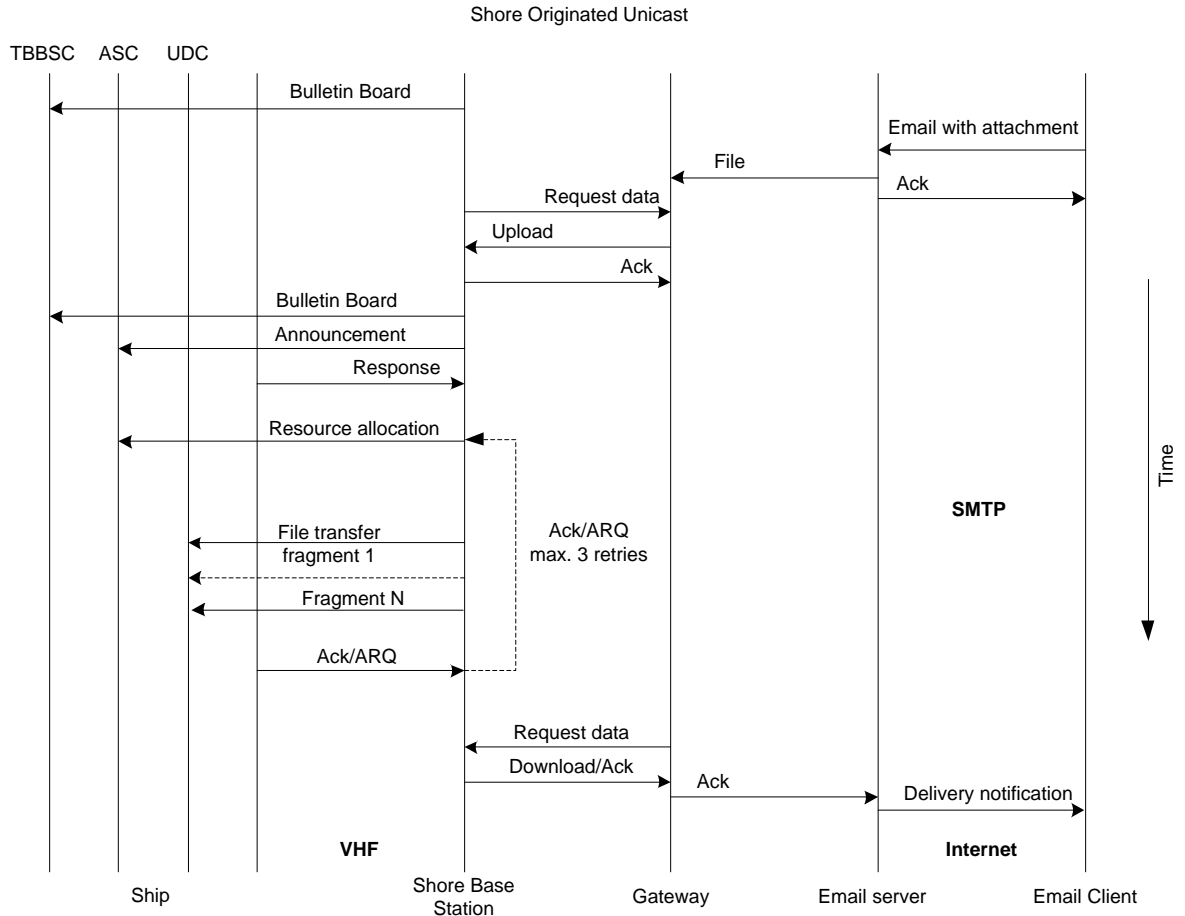 Shore Originated Unicast
TBBSC ASC UDC
Bulletin Board
Email with attachment
File
Ack
Request data
Upload
Ack
Bulletin Board
Announcement
Response
Resource allocation
Time
SMTP
File transfer
fragment 1
Ack/ARQ
max. 3 retries
Fragment N
Ack/ARQ
Request data
Download/Ack
Ack
Delivery notification
VHF
Internet
Ship
Shore Base
Station
Gateway
Email server
Email Client